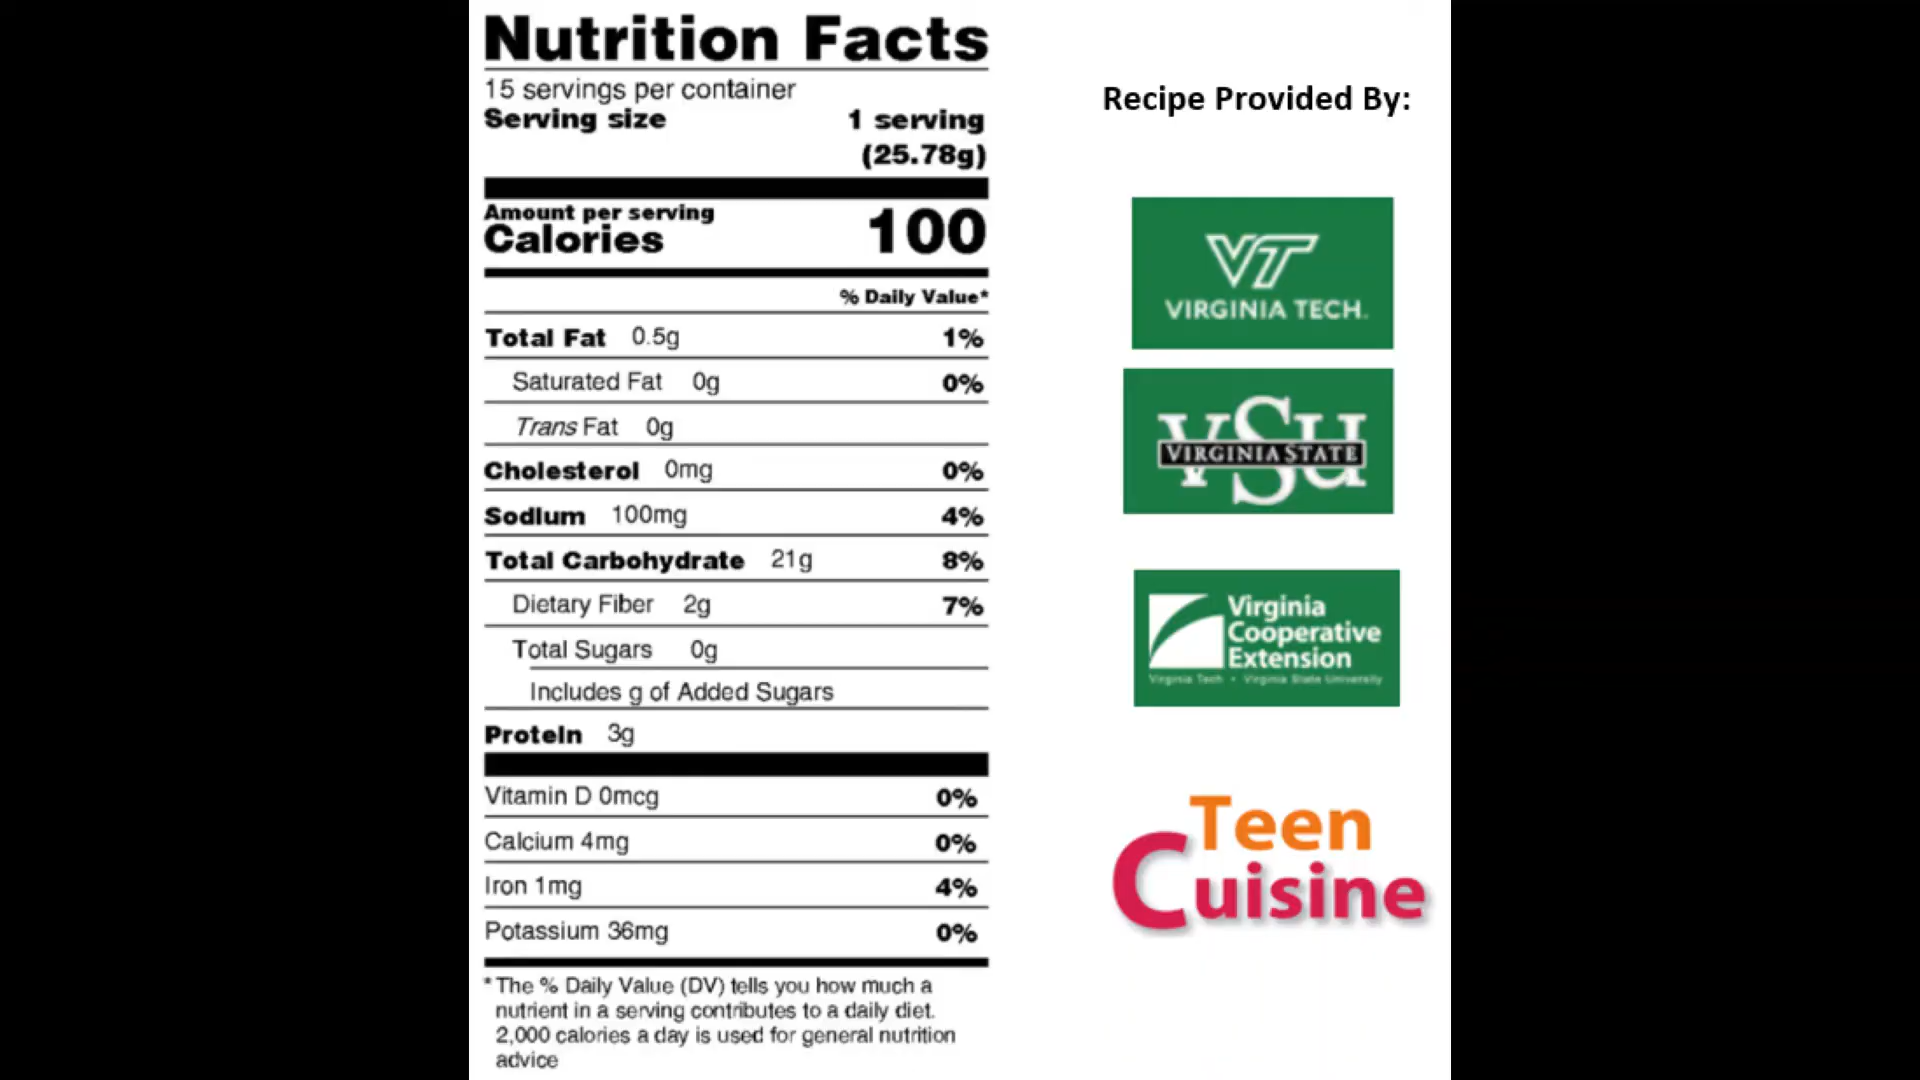 Nutrition Facts
15 servings per container
Serving size 1 serving
(25.78g)
Amount per serving
Calories 100
% Daily Value*
Total Fat 0.5g 1%
Saturated Fat 0g 0%
Trans Fat 0g
Cholesterol 0mg 0%
Sodium 100mg 4%
Total Carbohydrate 21g 8%
Dietary Fiber 2g 7%
Total Sugars 0g
Includes g of Added Sugars
Protein 3g
Vitamin D 0mcg 0%
Calcium 4mg 0%
Iron 1mg 4%
Potassium 36mg 0%
* The % Daily Value (DV) tells you how much a
nutrient in a serving contributes to a daily diet.
2,000 calories a day is used for general nutrition
advice
Recipe Provided By:
VT
VIRGINIA TECH.
VSU
VIRGINIA STATE
Virginia
Cooperative
Extension
Virginia Tech • Virginia State University
Teen
Cuisine